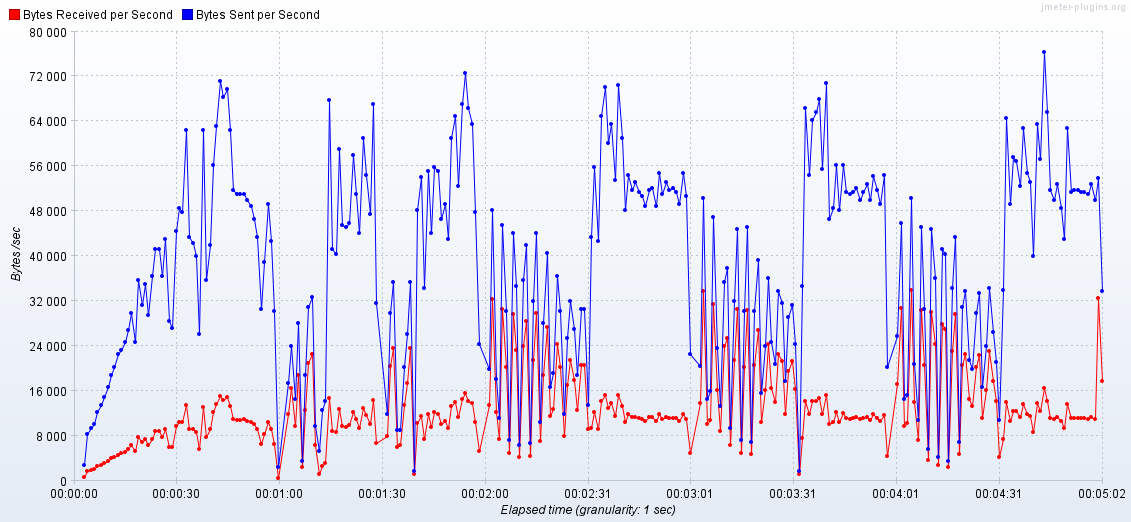 jmeter-plugins.org
Bytes Received per Second Bytes Sent per Second
80 000
72 000
64 000
56 000
48 000
40 000
32 000
24 000
16 000
8 000
0
Bytes /sec
00:00:00 00:00:30 00:01:00 00:01:30 00:02:00 00:02:31 00:03:01 00:03:31 00:04:01 00:04:31 00:05:02
Elapsed time (granularity: 1 sec)